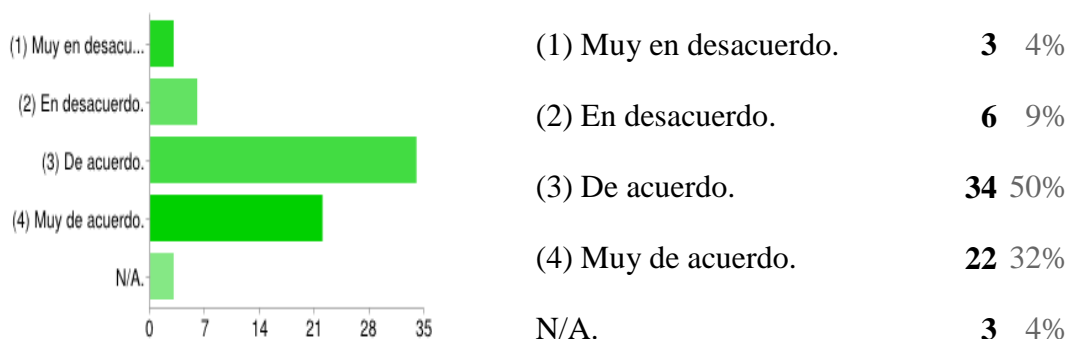 (1) Muy en desacu...
(2) En desacuerdo.
(3) De acuerdo.
(4) Muy de acuerdo.
N/A.
0 7 14 21 28 35
(1) Muy en desacuerdo. 3 4%
(2) En desacuerdo. 6 9%
(3) De acuerdo. 34 50%
(4) Muy de acuerdo. 22 32%
N/A. 3 4%